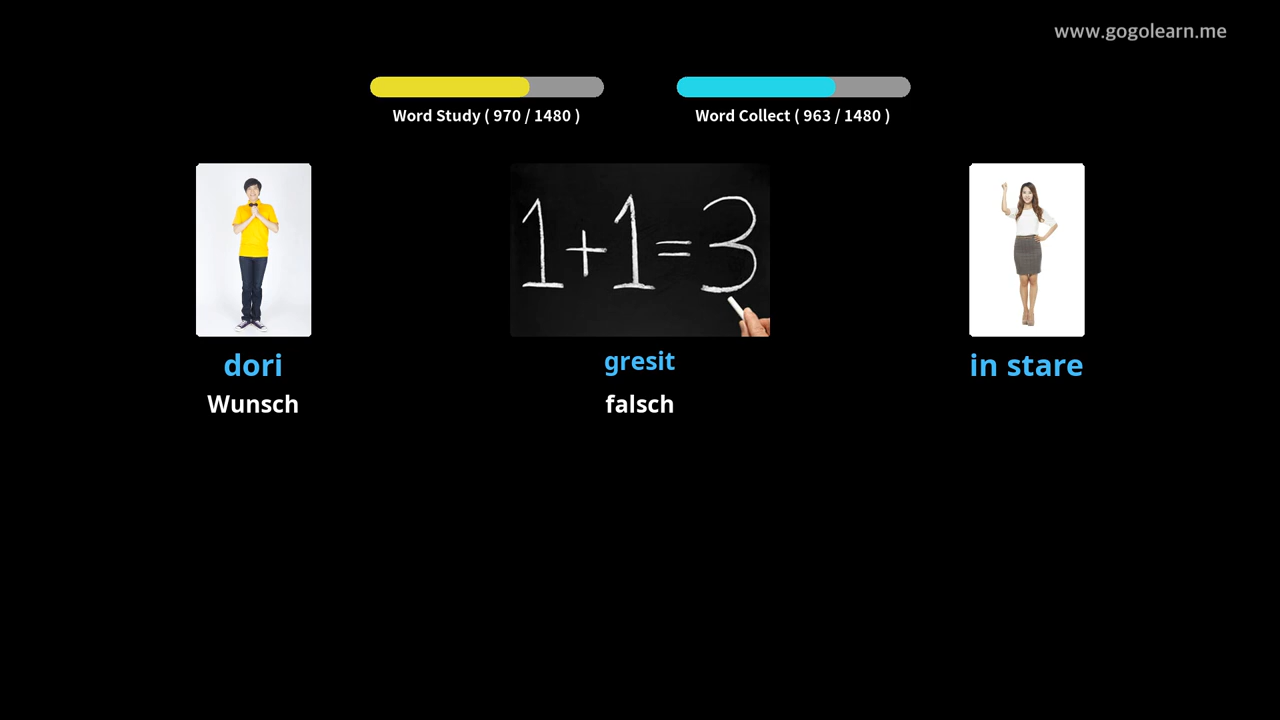 www.gogolearn.me
Word Study ( 970 / 1480 )
Word Collect ( 963 / 1480 )
1+1=3
dori
gresit
in stare
Wunsch
falsch